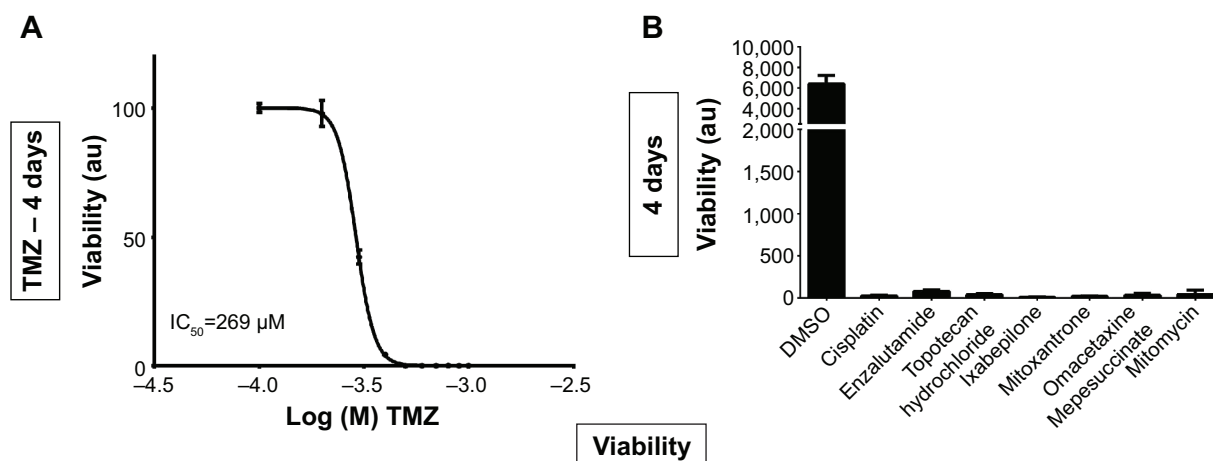 A
TMZ – 4 days
Viability (au)
100
50
0
IC50=269 µM
–4.5
–4.0
–3.5
–3.0
–2.5
Log (M) TMZ
B
4 days
Viability (au)
10,000
8,000
6,000
4,000
2,000
1,500
1,000
500
0
DMSO
Cisplatin
Enzalutamide
Topotecan
hydrochloride
Ixabepilone
Mitoxantrone
Omacetaxine
Mepesuccinate
Mitomycin
Viability